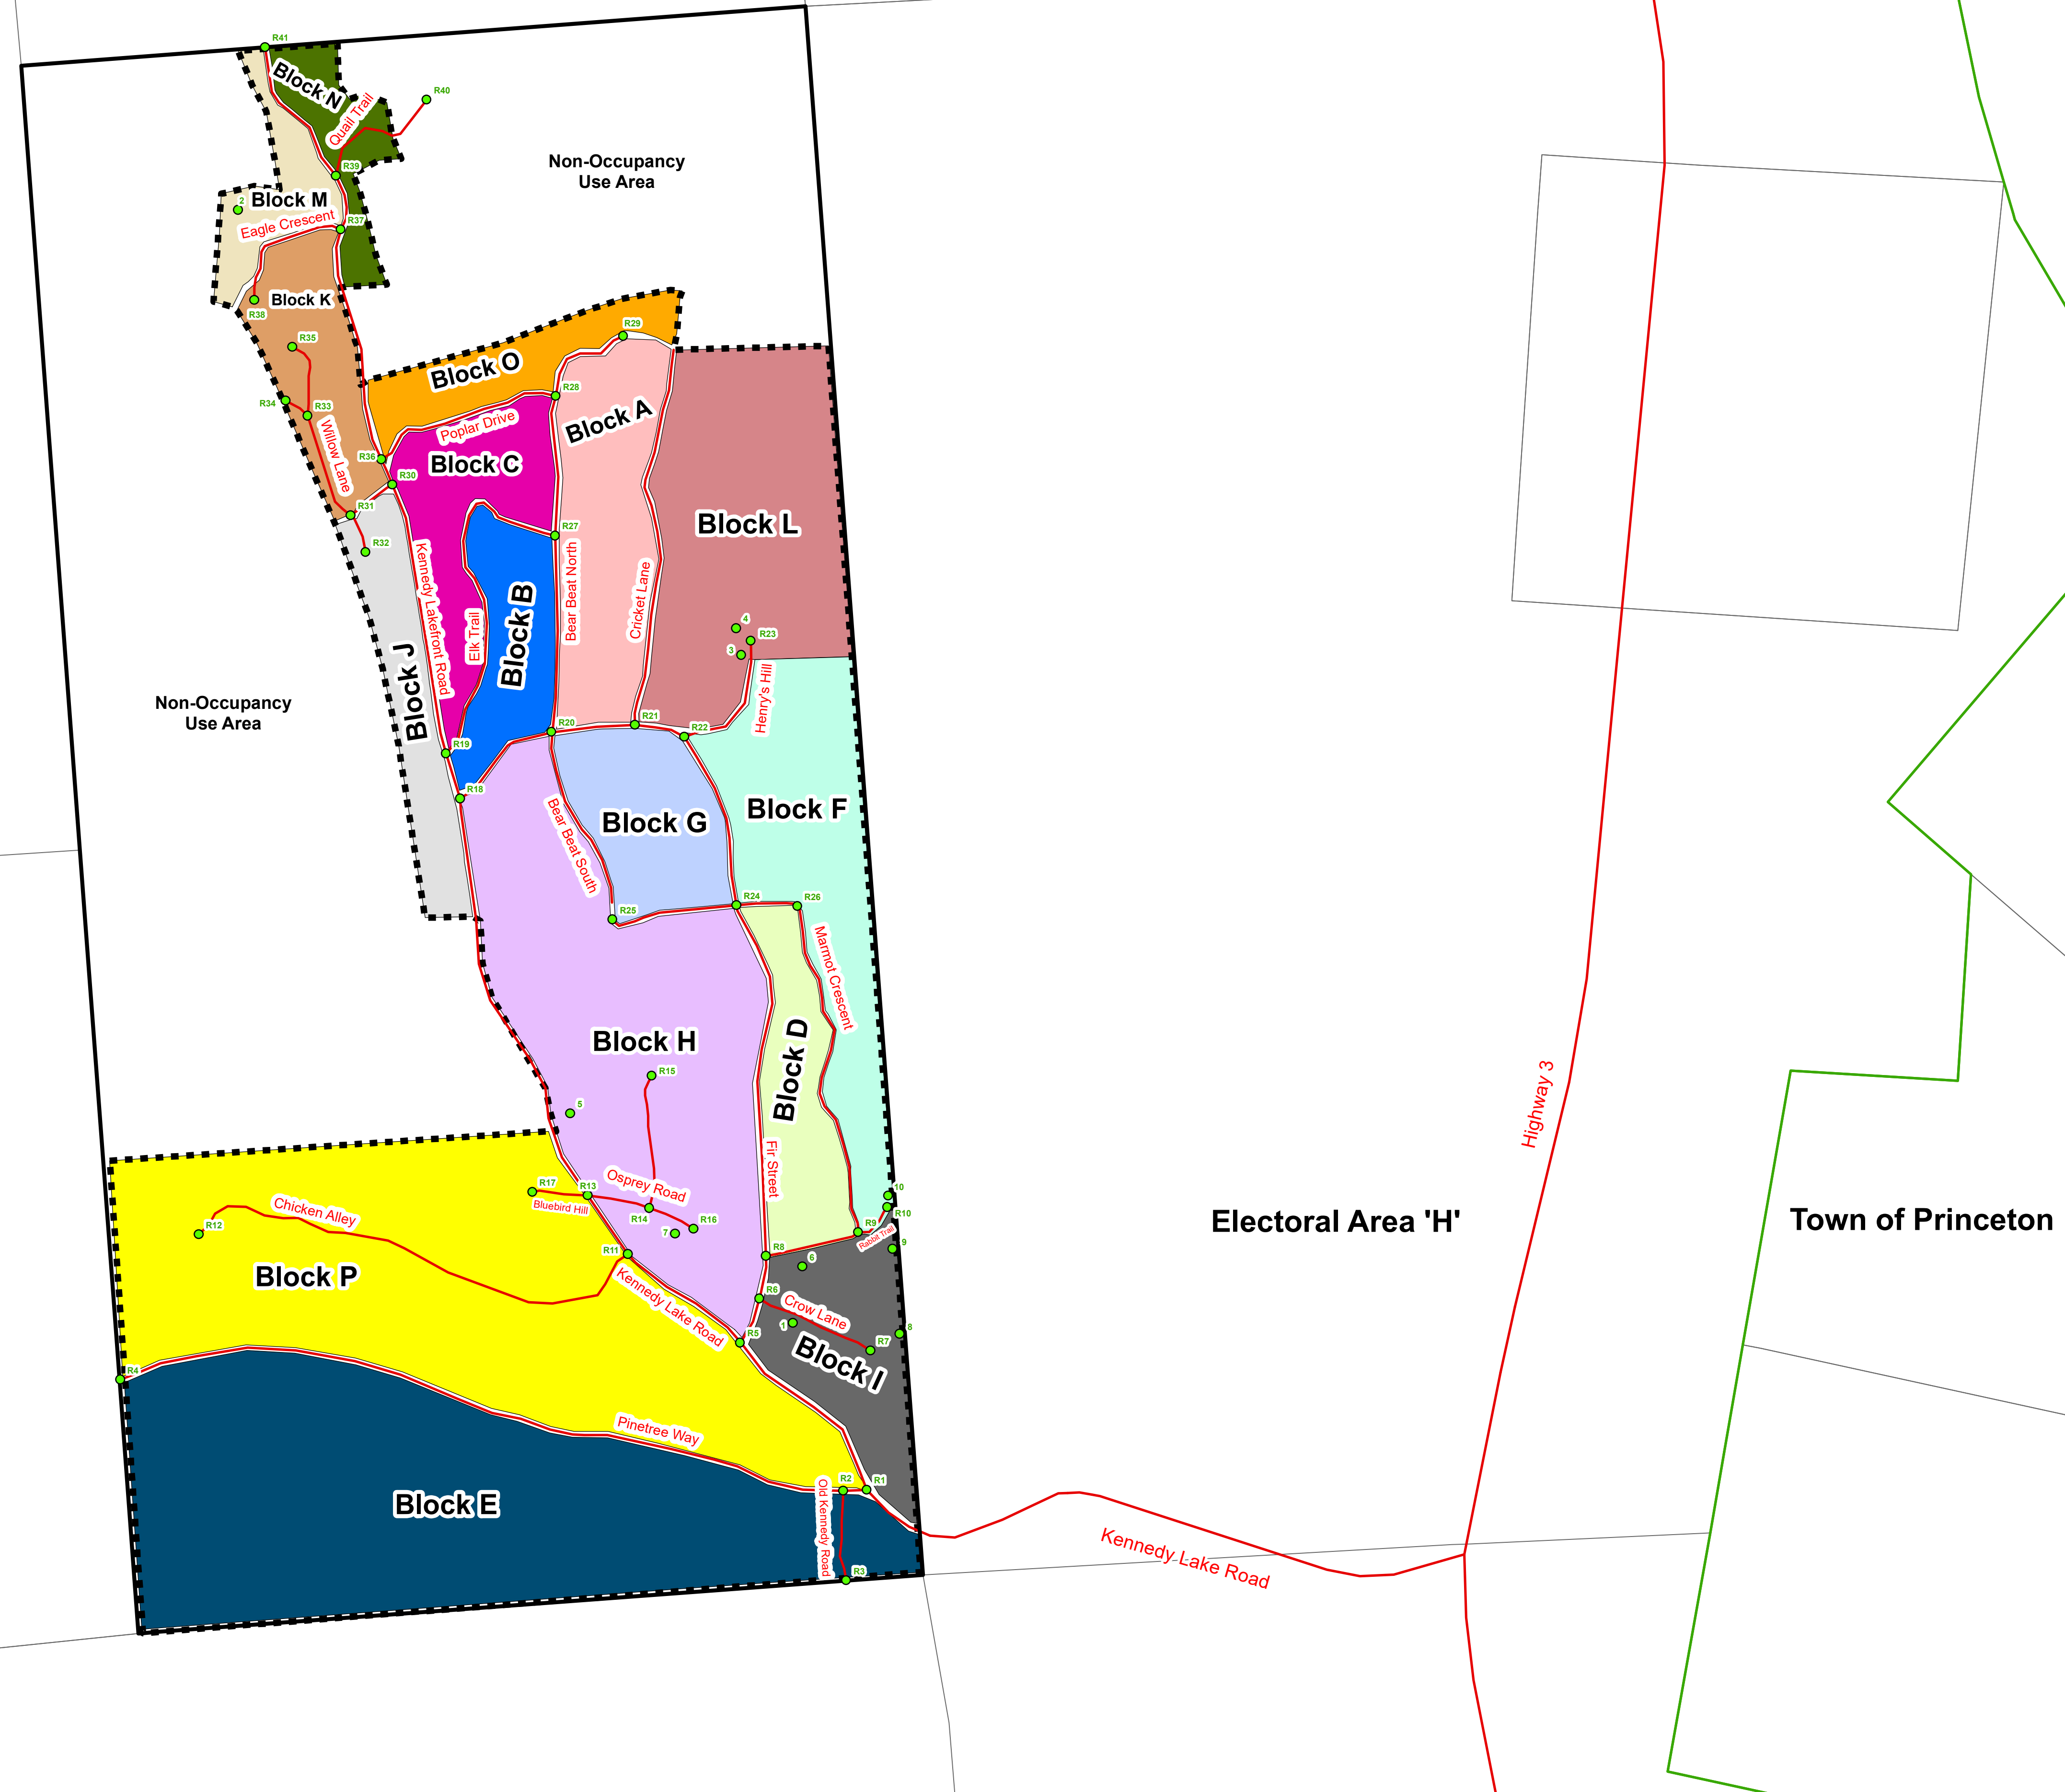 R41
Block N
R40
Quail Trail
Non-Occupancy
Use Area
R39
2
Block M
R37
Eagle Crescent
Block K
R38
R29
R35
Block O
R28
R34
R33
Block A
Poplar Drive
Willow Lane
R36
Block C
R30
R31
R27
Block L
R32
Kennedy Lakefront Road
Elk Trail
Block B
Bear Beat North
Cricket Lane
4
R23
3
Henry's Hill
Non-Occupancy
Use Area
Block J
R19
R20
R21
R22
R18
Bear Beat South
Block G
Block F
R25
R24
R26
Marmot Crescent
Block H
Block D
R15
5
Highway 3
Fir Street
R17
R13
Osprey Road
Bluebird Hill
R14
R16
7
10
R10
R9
Rabbit Trail
9
Chicken Alley
R12
R11
R8
6
Electoral Area 'H'
Town of Princeton
Block P
Kennedy Lake Road
R6
Crow Lane
1
R5
R7
8
Block I
R4
Pinetree Way
Block E
R2
R1
Old Kennedy Road
R3
Kennedy Lake Road